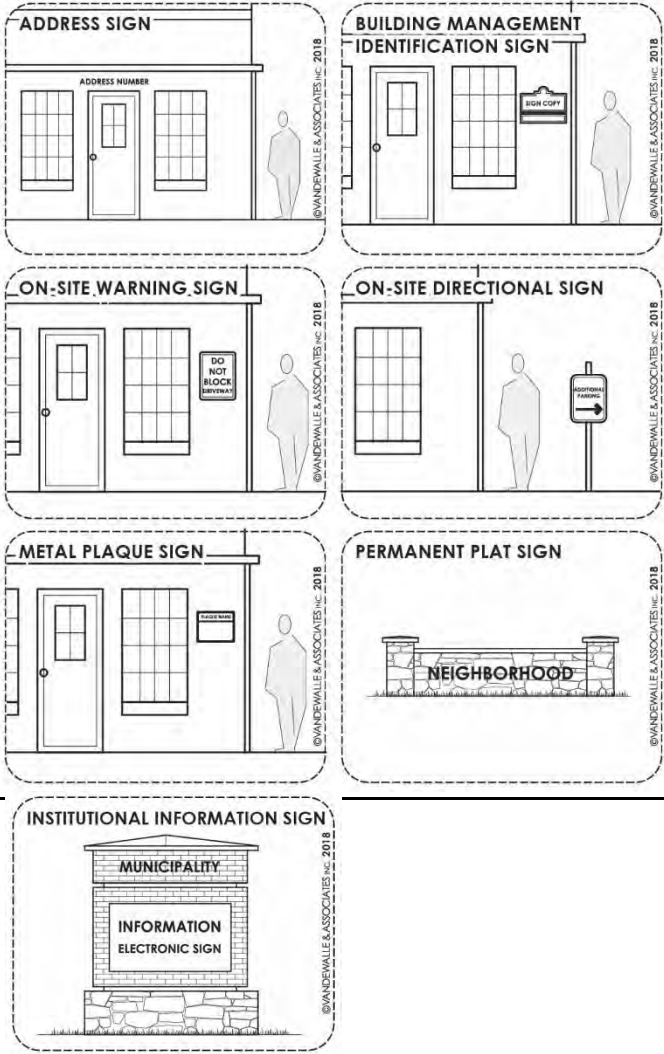 ADDRESS SIGN
ADDRESS NUMBER
©VANDEWALLE & ASSOCIATES INC. 2018
BUILDING MANAGEMENT
IDENTIFICATION SIGN
SIGN COPY
©VANDEWALLE & ASSOCIATES INC. 2018
ON-SITE WARNING SIGN
DO
NOT
BLOCK
DRIVEWAY
©VANDEWALLE & ASSOCIATES INC. 2018
ON-SITE DIRECTIONAL SIGN
ADDITIONAL
PARKING
©VANDEWALLE & ASSOCIATES INC. 2018
METAL PLAQUE SIGN
PLAQUE NAME
©VANDEWALLE & ASSOCIATES INC. 2018
PERMANENT PLAT SIGN
NEIGHBORHOOD
©VANDEWALLE & ASSOCIATES INC. 2018
INSTITUTIONAL INFORMATION SIGN
MUNICIPALITY
INFORMATION
ELECTRONIC SIGN
©VANDEWALLE & ASSOCIATES INC. 2018